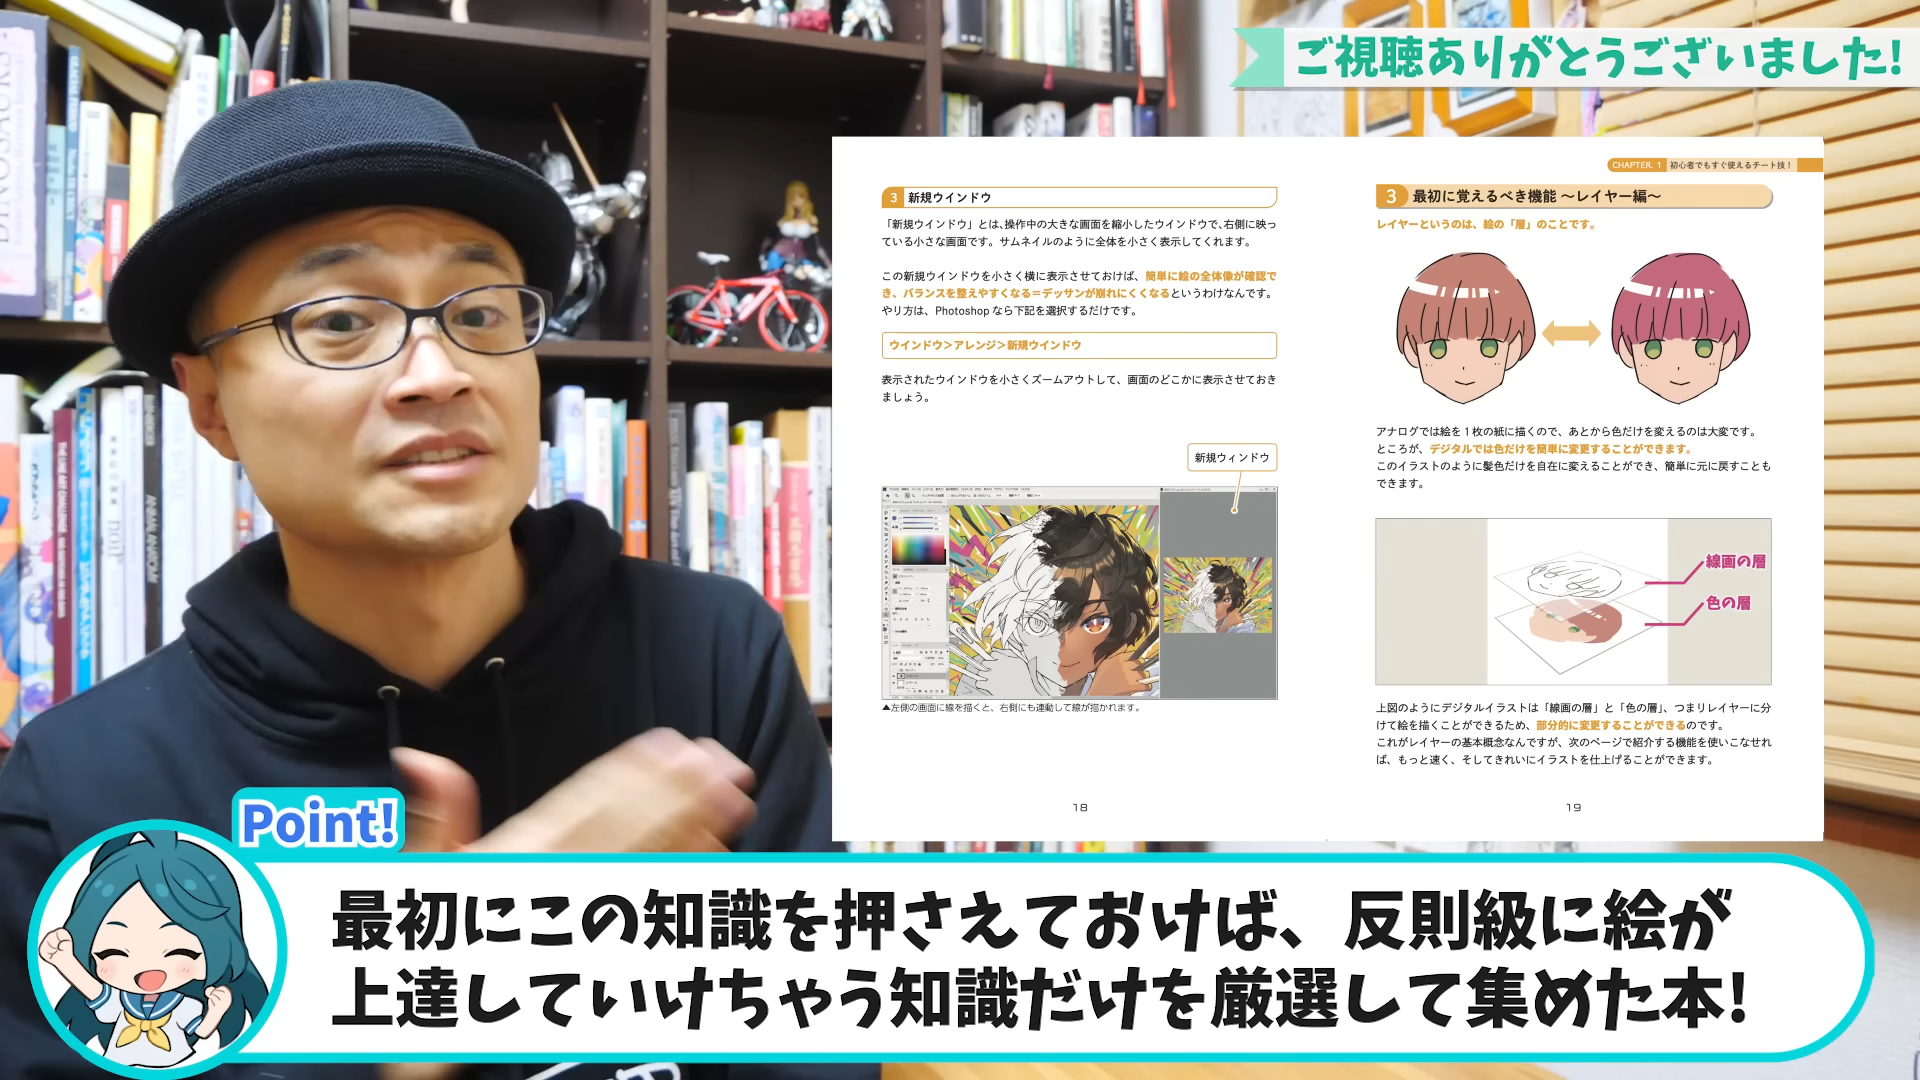 ご視聴ありがとうございました!
3 新規ウインドウ
「新規ウインドウ」とは、操作中の大きな画面を縮小したウインドウで、右側に映っ
ている小さな画面です。サムネイルのように全体を小さく表示してくれます。
この新規ウインドウを小さく横に表示させておけば、簡単に絵の全体像が確認で
き、バランスを整えやすくなる＝デッサンが崩れにくくなるというわけなんです。
やり方は、Photoshop なら下記を選択するだけです。
ウインドウ＞アレンジ＞新規ウインドウ
表示されたウインドウを小さくズームアウトして、画面のどこかに表示させておき
ましょう。
新規ウィンドウ
▲左側の画面に線を描くと、右側にも連動して線が描かれます。
18
CHAPTER. 1 初心者でもすぐ使えるチート技！
3 最初に覚えるべき機能 〜レイヤー編〜
レイヤーというのは、絵の「層」のことです。
アナログでは絵を１枚の紙に描くので、あとから色だけを変えるのは大変です。
ところが、デジタルでは色だけを簡単に変更することができます。
このイラストのように髪色だけを自在に変えることができ、簡単に元に戻すことも
できます。
線画の層
色の層
上図のようにデジタルイラストは「線画の層」と「色の層」、つまりレイヤーに分
けて絵を描くことができるため、部分的に変更することができるのです。
これがレイヤーの基本概念なんですが、次のページで紹介する機能を使いこなせれ
ば、もっと速く、そしてきれいにイラストを仕上げることができます。
19
Point!
最初にこの知識を押さえておけば、反則級に絵が
上達していけちゃう知識だけを厳選して集めた本!